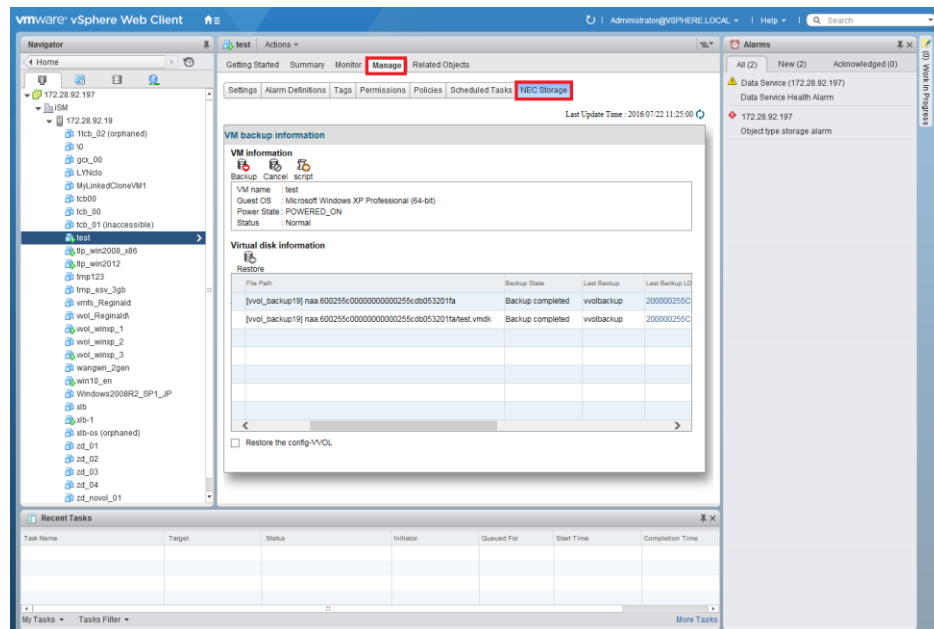 vmware® vSphere Web Client
Administrator@VSPHERE.LOCAL
Help
Search
Navigator
Home
172.28.92.197
ISM
172.28.92.19
tcb_02 (orphaned)
\0
gcx_00
LYNclo
MyLinkedCloneVM1
tcb00
tcb_00
tcb_01 (inaccessible)
test
tlp_win2008_x86
tlp_win2012
tmp123
tmp_esv_3gb
vmfs_Reginald
vvol_Reginald\
vvol_winxp_1
vvol_winxp_2
vvol_winxp_3
wangwn_2gen
win10_en
Windows2008R2_SP1_JP
xlb
xlb-1
xlb-os (orphaned)
zd_01
zd_02
zd_03
zd_04
zd_novol_01
test Actions
Getting Started Summary Monitor Manage Related Objects
Settings Alarm Definitions Tags Permissions Policies Scheduled Tasks NEC Storage
Last Update Time : 2016/07/22 11:25:00
VM backup information
VM information
Backup Cancel script
VM name : test
Guest OS : Microsoft Windows XP Professional (64-bit)
Power State : POWERED_ON
Status : Normal
Virtual disk information
Restore
File Path Backup State Last Backup Last Backup LD
[vvol_backup19] naa.600255c00000000000255cdb053201fa Backup completed vvolbackup 200000255C
[vvol_backup19] naa.600255c00000000000255cdb053201fa/test.vmdk Backup completed vvolbackup 200000255C
Restore the config-VVOL
Alarms
All (2) New (2) Acknowledged (0)
Data Service (172.28.92.197)
Data Service Health Alarm
172.28.92.197
Object type storage alarm
(0) Work In Progress
Recent Tasks
Task Name Target Status Initiator Queued For Start Time Completion Time
My Tasks Tasks Filter More Tasks